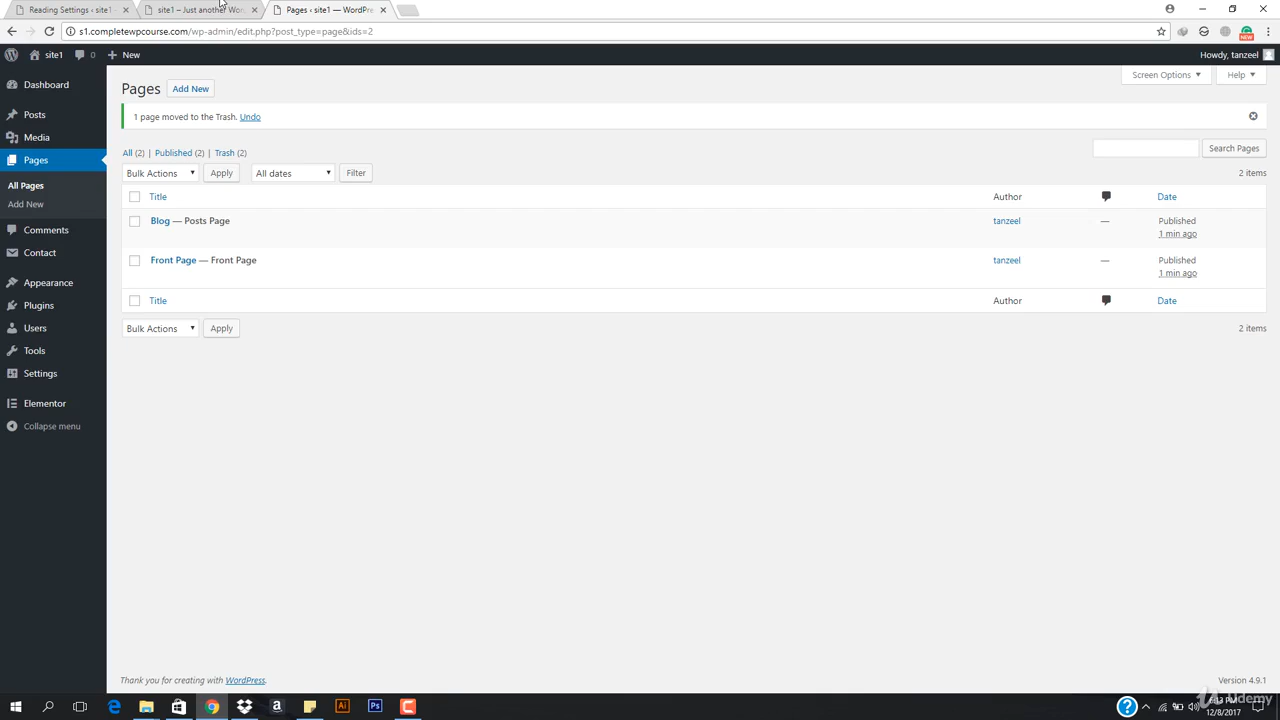 Reading Settings ‹ site1 -
site1 – Just another Wor
Pages ‹ site1 — WordPre
s1.completewpcourse.com/wp-admin/edit.php?post_type=page&ids=2
NEW
site1
0
New
Howdy, tanzeel
Dashboard
Posts
Media
Pages
All Pages
Add New
Comments
Contact
Appearance
Plugins
Users
Tools
Settings
Elementor
Collapse menu
Pages Add New
Screen Options
Help
1 page moved to the Trash. Undo
All (2) | Published (2) | Trash (2)
Search Pages
Bulk Actions Apply All dates Filter
2 items
Title Author Date
Blog — Posts Page tanzeel — Published
1 min ago
Front Page — Front Page tanzeel — Published
1 min ago
Title Author Date
Bulk Actions Apply
2 items
Thank you for creating with WordPress.
Version 4.9.1
Ai
Ps
a
?
PM
12/8/2017
Udemy